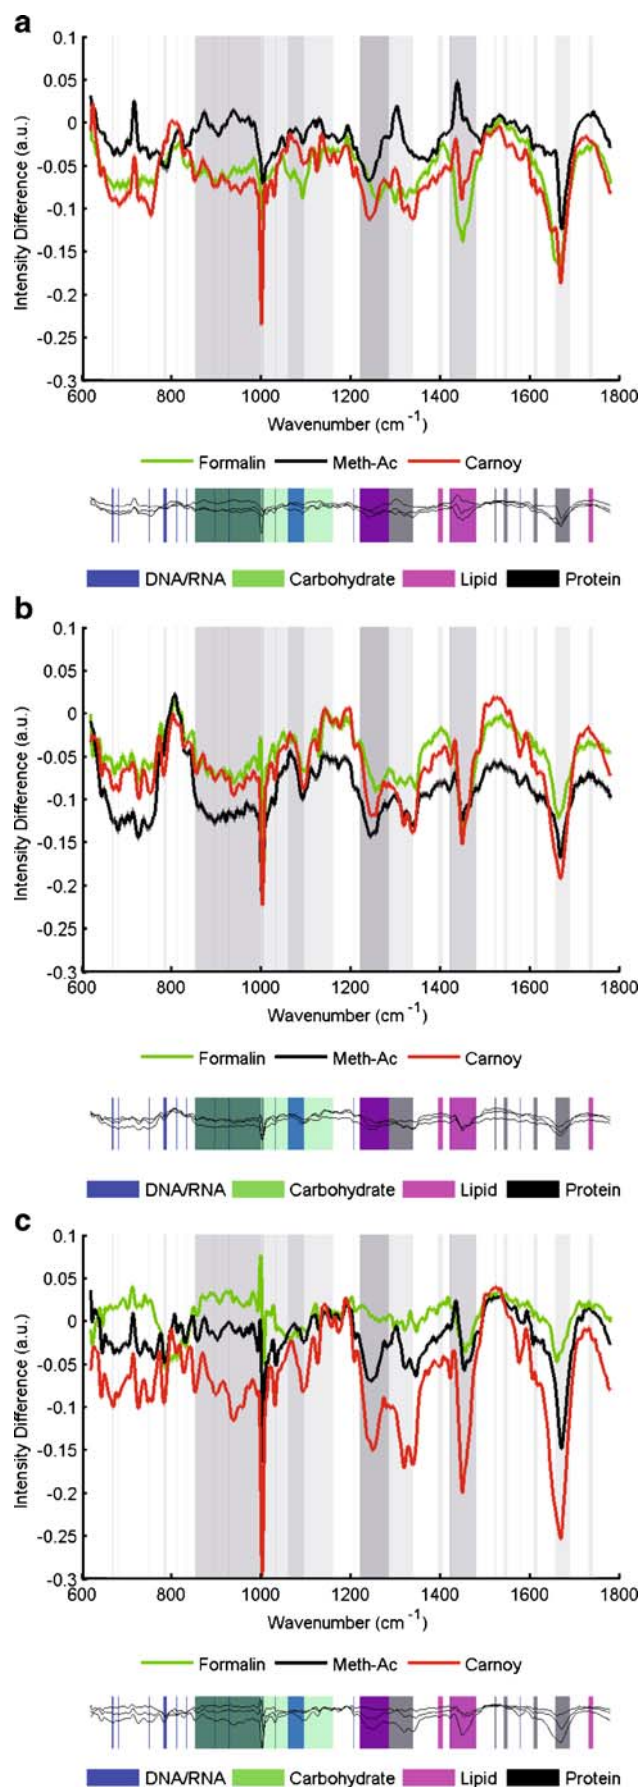 a
0.1
0.05
0
-0.05
-0.1
-0.15
-0.2
-0.25
-0.3
Intensity Difference (a.u.)
600 800 1000 1200 1400 1600 1800
Wavenumber (cm⁻¹)
Formalin Meth-Ac Carnoy
DNA/RNA Carbohydrate Lipid Protein
b
0.1
0.05
0
-0.05
-0.1
-0.15
-0.2
-0.25
-0.3
Intensity Difference (a.u.)
600 800 1000 1200 1400 1600 1800
Wavenumber (cm⁻¹)
Formalin Meth-Ac Carnoy
DNA/RNA Carbohydrate Lipid Protein
c
0.1
0.05
0
-0.05
-0.1
-0.15
-0.2
-0.25
-0.3
Intensity Difference (a.u.)
600 800 1000 1200 1400 1600 1800
Wavenumber (cm⁻¹)
Formalin Meth-Ac Carnoy
DNA/RNA Carbohydrate Lipid Protein